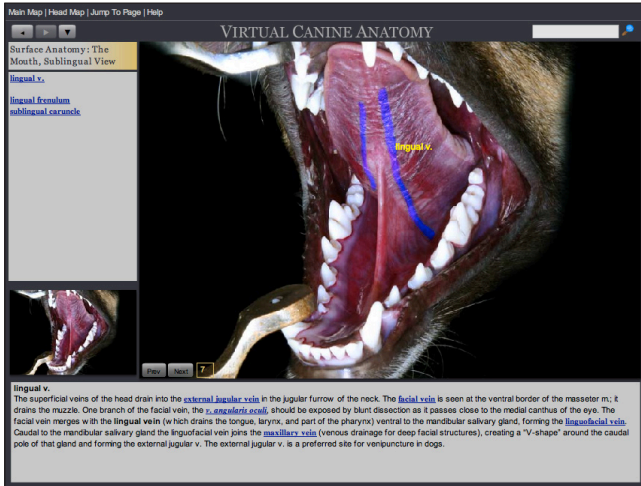 Main Map | Head Map | Jump To Page | Help
VIRTUAL CANINE ANATOMY
Surface Anatomy: The
Mouth, Sublingual View
lingual v.
lingual frenulum
sublingual caruncle
lingual v.
Prev Next 7
lingual v.
The superficial veins of the head drain into the external jugular vein in the jugular furrow of the neck. The facial vein is seen at the ventral border of the masseter m.; it
drains the muzzle. One branch of the facial vein, the v. angularis oculi, should be exposed by blunt dissection as it passes close to the medial canthus of the eye. The
facial vein merges with the lingual vein (which drains the tongue, larynx, and part of the pharynx) ventral to the mandibular salivary gland, forming the linguofacial vein.
Caudal to the mandibular salivary gland the linguofacial vein joins the maxillary vein (venous drainage for deep facial structures), creating a "V-shape" around the caudal
pole of that gland and forming the external jugular v. The external jugular v. is a preferred site for venipuncture in dogs.